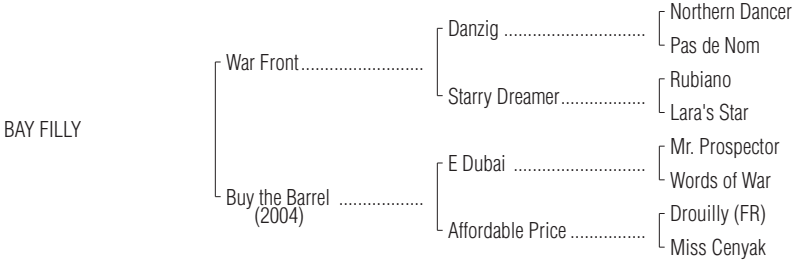 Northern Dancer
Danzig ..............................
Pas de Nom
War Front..........................
Rubiano
Starry Dreamer..................
Lara's Star
BAY FILLY
Mr. Prospector
E Dubai ............................
Words of War
Buy the Barrel ..................
(2004)
Drouilly (FR)
Affordable Price ................
Miss Cenyak